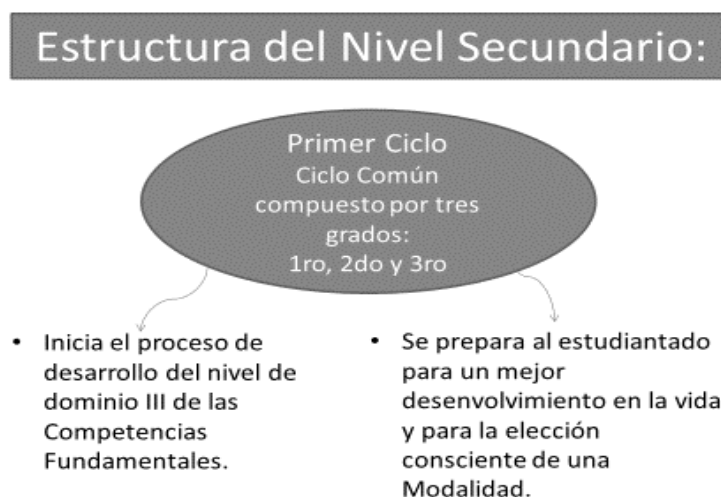 Estructura del Nivel Secundario:
Primer Ciclo
Ciclo Común
compuesto por tres
grados:
1ro, 2do y 3ro
• Inicia el proceso de
desarrollo del nivel de
dominio III de las
Competencias
Fundamentales.
• Se prepara al estudiantado
para un mejor
desenvolvimiento en la vida
y para la elección
consciente de una
Modalidad.